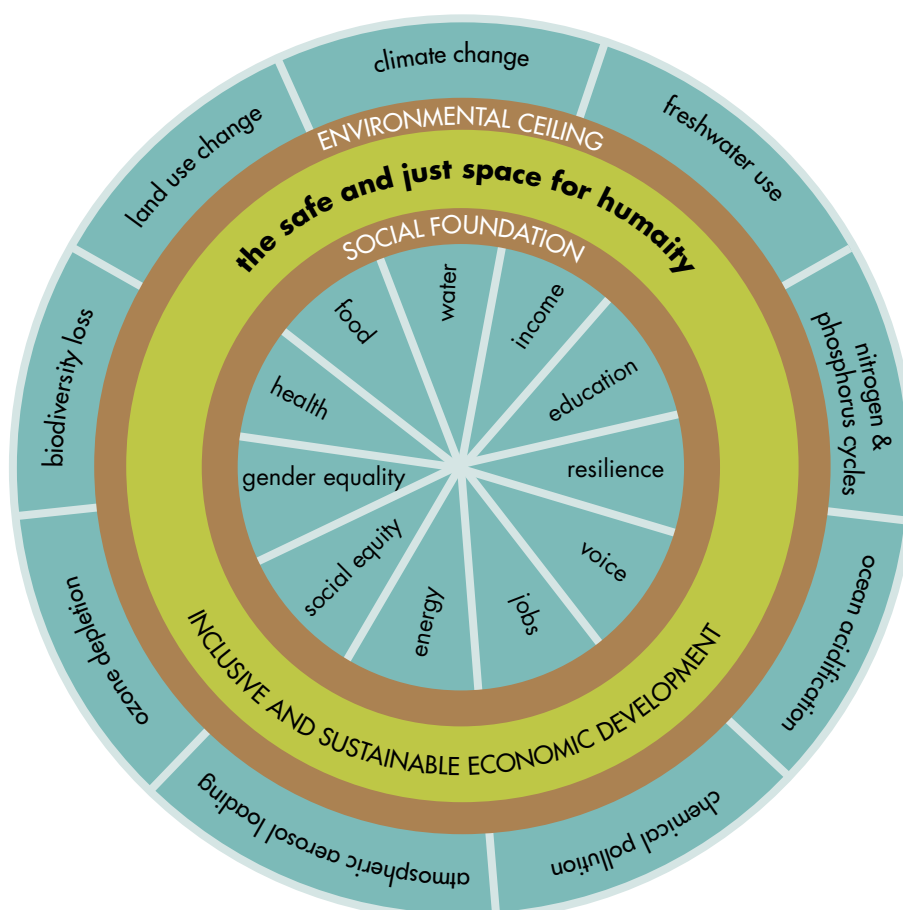 climate change
freshwater use
nitrogen &
phosphorus cycles
ocean acidification
chemical pollution
atmospheric aerosol loading
ozone depletion
biodiversity loss
land use change
ENVIRONMENTAL CEILING
the safe and just space for humaity
SOCIAL FOUNDATION
water
income
education
resilience
voice
jobs
energy
social equity
gender equality
health
food
INCLUSIVE AND SUSTAINABLE ECONOMIC DEVELOPMENT